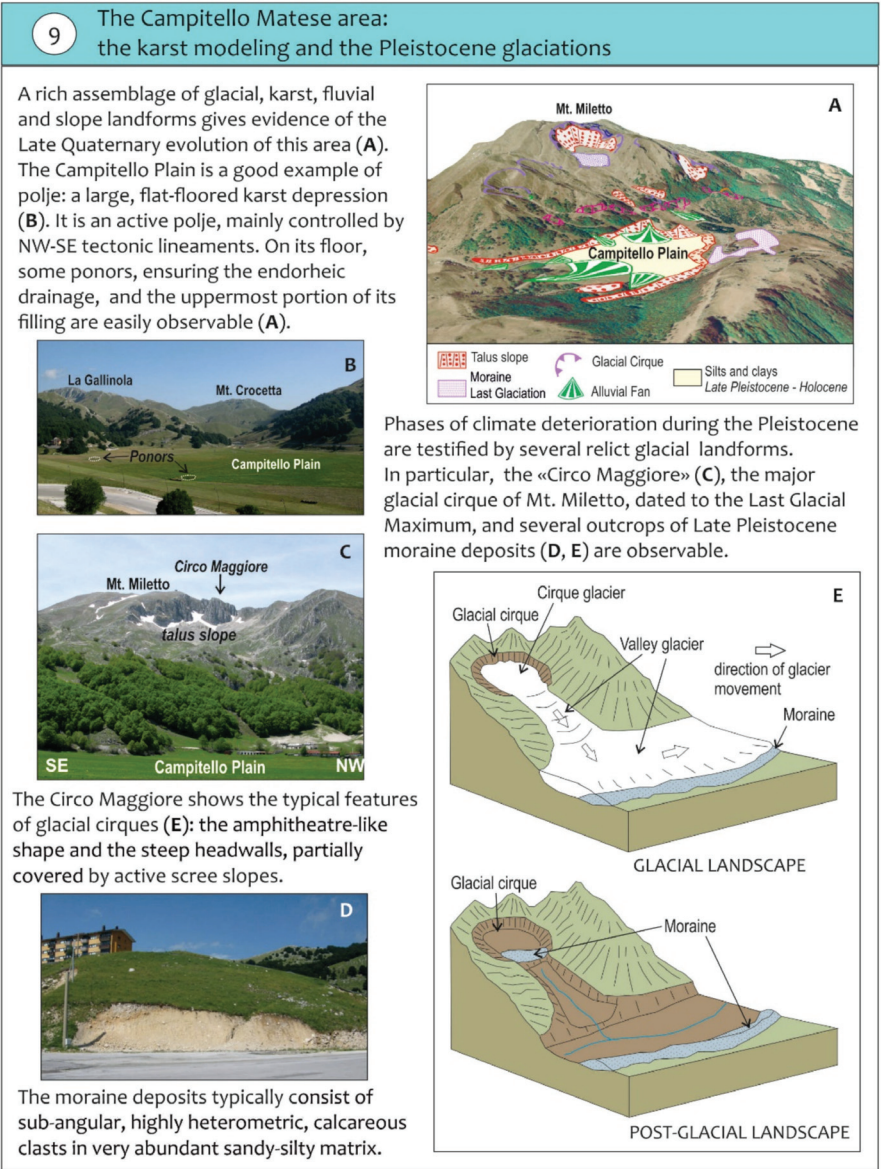 9
The Campitello Matese area:
the karst modeling and the Pleistocene glaciations
A rich assemblage of glacial, karst, fluvial
and slope landforms gives evidence of the
Late Quaternary evolution of this area (A).
The Campitello Plain is a good example of
polje: a large, flat-floored karst depression
(B). It is an active polje, mainly controlled by
NW-SE tectonic lineaments. On its floor,
some ponors, ensuring the endorheic
drainage, and the uppermost portion of its
filling are easily observable (A).
A
Mt. Miletto
Campitello Plain
Talus slope
Moraine
Last Glaciation
Glacial Cirque
Alluvial Fan
Silts and clays
Late Pleistocene - Holocene
B
La Gallinola
Mt. Crocetta
Ponors
Campitello Plain
Phases of climate deterioration during the Pleistocene
are testified by several relict glacial landforms.
In particular, the «Circo Maggiore» (C), the major
glacial cirque of Mt. Miletto, dated to the Last Glacial
Maximum, and several outcrops of Late Pleistocene
moraine deposits (D, E) are observable.
C
Circo Maggiore
Mt. Miletto
talus slope
SE
Campitello Plain
NW
The Circo Maggiore shows the typical features
of glacial cirques (E): the amphitheatre-like
shape and the steep headwalls, partially
covered by active scree slopes.
D
The moraine deposits typically consist of
sub-angular, highly heterometric, calcareous
clasts in very abundant sandy-silty matrix.
E
Cirque glacier
Glacial cirque
Valley glacier
direction of glacier
movement
Moraine
GLACIAL LANDSCAPE
Glacial cirque
Moraine
POST-GLACIAL LANDSCAPE